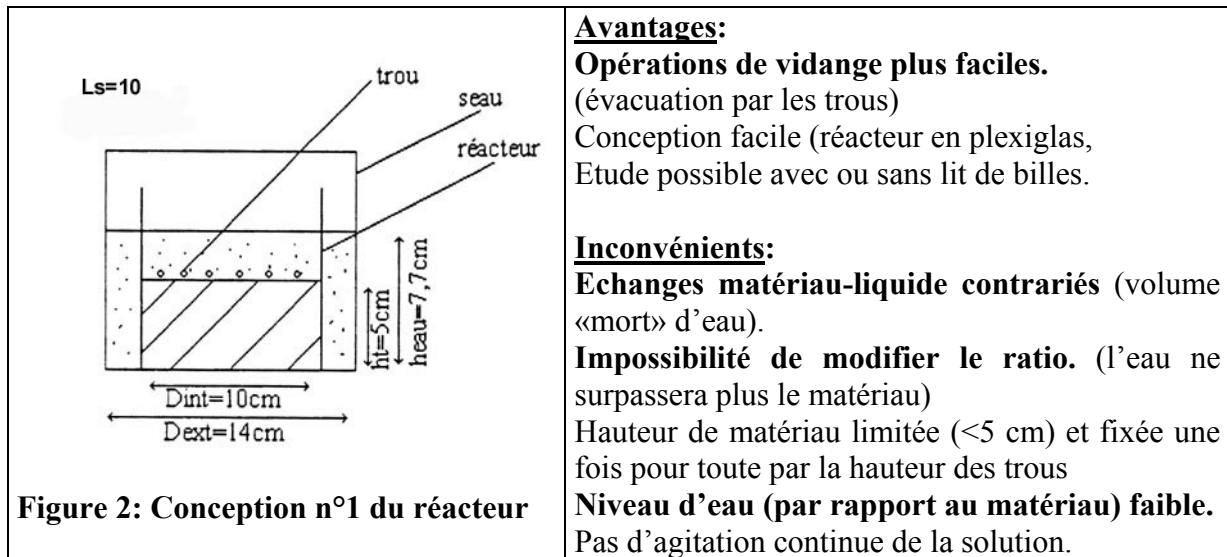 Ls=10
trou
seau
réacteur
ht=5cm
heau=7,7cm
Dint=10cm
Dext=14cm
Figure 2: Conception n°1 du réacteur
Avantages:
Opérations de vidange plus faciles.
(évacuation par les trous)
Conception facile (réacteur en plexiglas,
Etude possible avec ou sans lit de billes.
Inconvénients:
Echanges matériau-liquide contrariés (volume
«mort» d’eau).
Impossibilité de modifier le ratio. (l’eau ne
surpassera plus le matériau)
Hauteur de matériau limitée (<5 cm) et fixée une
fois pour toute par la hauteur des trous
Niveau d’eau (par rapport au matériau) faible.
Pas d’agitation continue de la solution.